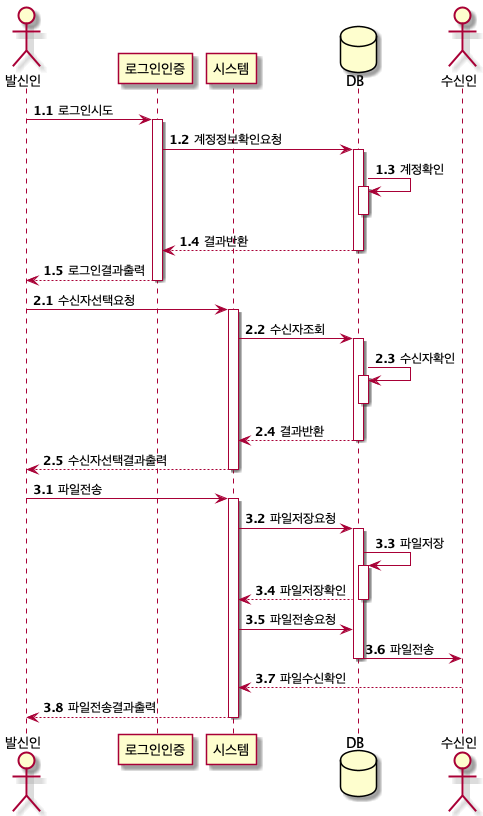 발신인
로그인인증
시스템
DB
수신인
1.1 로그인시도
1.2 계정정보확인요청
1.3 계정확인
1.4 결과반환
1.5 로그인결과출력
2.1 수신자선택요청
2.2 수신자조회
2.3 수신자확인
2.4 결과반환
2.5 수신자선택결과출력
3.1 파일전송
3.2 파일저장요청
3.3 파일저장
3.4 파일저장확인
3.5 파일전송요청
3.6 파일전송
3.7 파일수신확인
3.8 파일전송결과출력
발신인
로그인인증
시스템
DB
수신인